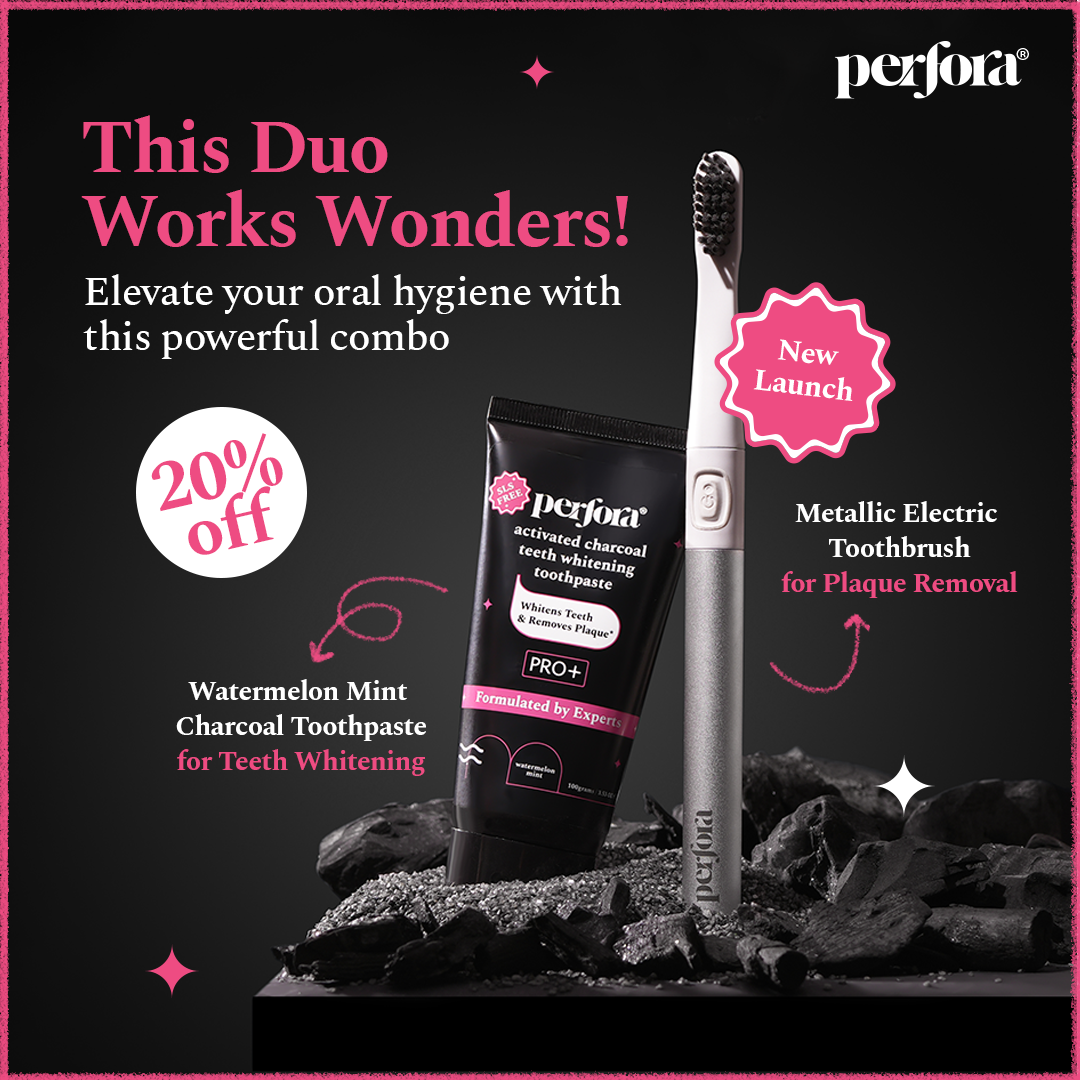 perfora®
This Duo
Works Wonders!
Elevate your oral hygiene with
this powerful combo
New
Launch
20%
off
SLS
FREE
perfora®
activated charcoal
teeth whitening
toothpaste
Whitens Teeth
& Removes Plaque*
PRO+
Formulated by Experts
watermelon
mint
100grams
Metallic Electric
Toothbrush
for Plaque Removal
Watermelon Mint
Charcoal Toothpaste
for Teeth Whitening
perfora